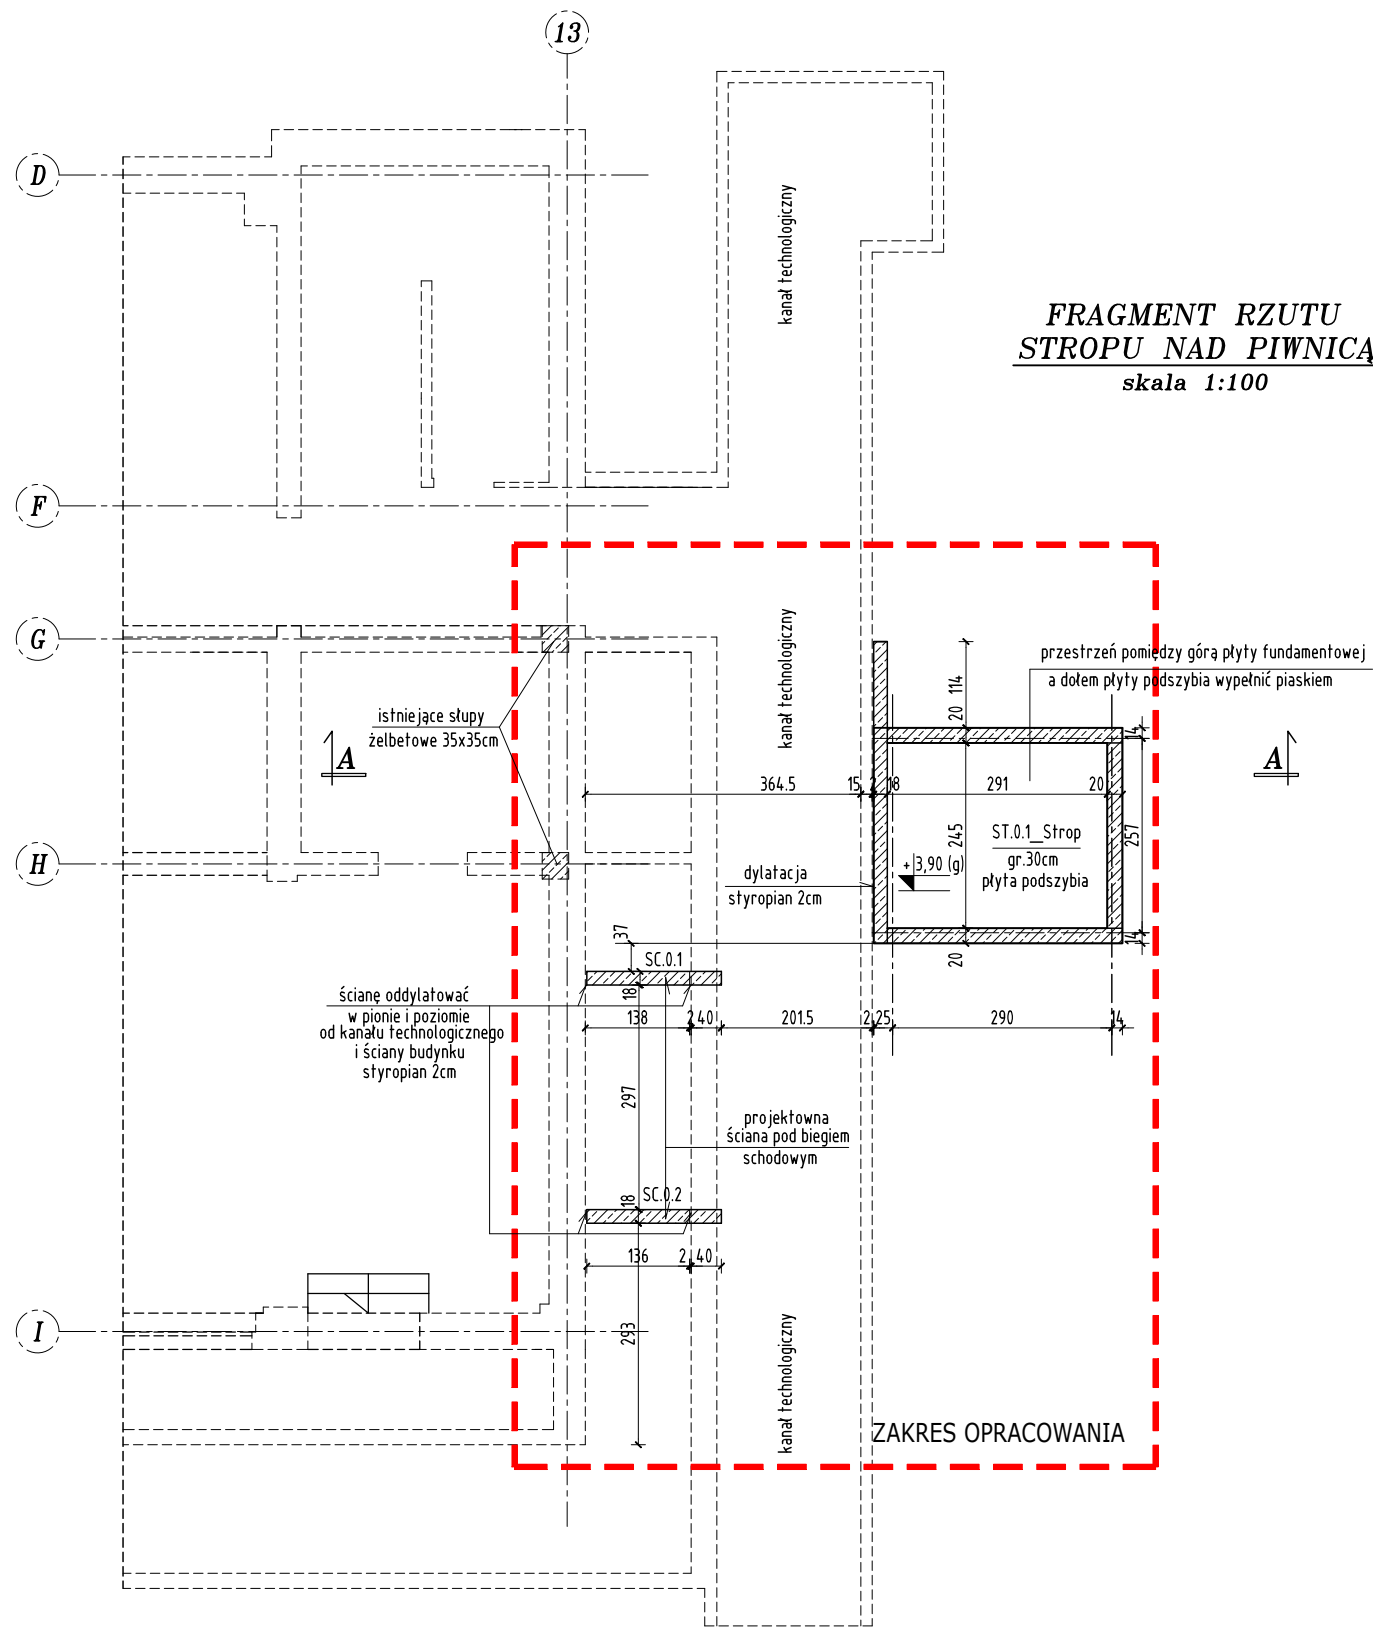 13
D
kanał technologiczny
FRAGMENT RZUTU
STROPU NAD PIWNICĄ
skala 1:100
F
G
kanał technologiczny
114
20
przestrzeń pomiędzy górą płyty fundamentowej
a dołem płyty podszybia wypełnić piaskiem
istniejące słupy
żelbetowe 35x35cm
A
A
14
364.5
15
2
18
291
20
245
257
ST.0.1_Strop
gr.30cm
płyta podszybia
+3,90 (g)
H
dylatacja
styropian 2cm
37
14
20
SC.0.1
18
ścianę oddylatować
w pionie i poziomie
od kanału technologicznego
i ściany budynku
styropian 2cm
138
2
40
201.5
2
25
290
14
297
projektowna
ściana pod biegiem
schodowym
18
SC.0.2
136
2
40
I
293
kanał technologiczny
ZAKRES OPRACOWANIA